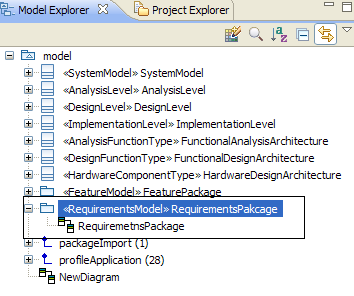 Model Explorer Project Explorer
model
«SystemModel» SystemModel
«AnalysisLevel» AnalysisLevel
«DesignLevel» DesignLevel
«ImplementationLevel» ImplementationLevel
«AnalysisFunctionType» FunctionalAnalysisArchitecture
«DesignFunctionType» FunctionalDesignArchitecture
«HardwareComponentType» HardwareDesignArchitecture
«FeatureModel» FeaturePackage
«RequirementsModel» RequirementsPakcage
RequiremetnsPackage
packageImport (1)
profileApplication (28)
NewDiagram